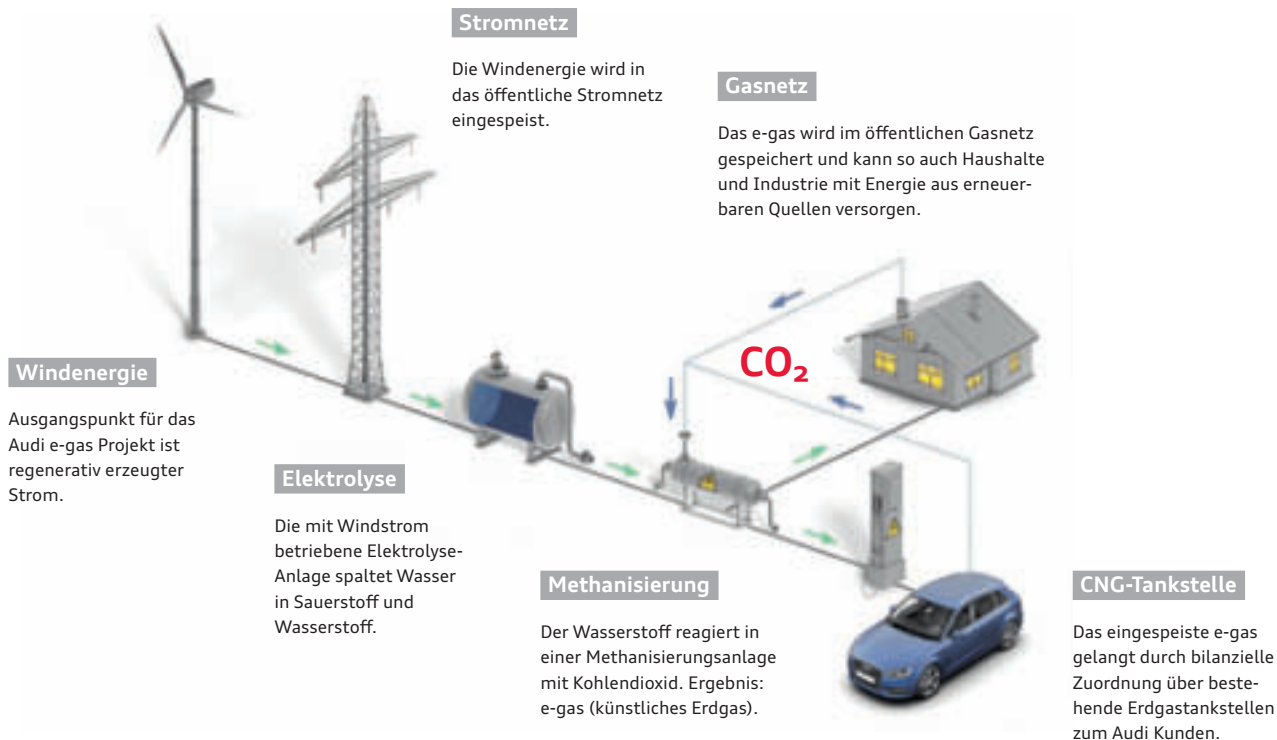 Stromnetz
Die Windenergie wird in
das öffentliche Stromnetz
eingespeist.
Gasnetz
Das e-gas wird im öffentlichen Gasnetz
gespeichert und kann so auch Haushalte
und Industrie mit Energie aus erneuer-
baren Quellen versorgen.
CO₂
Windenergie
Ausgangspunkt für das
Audi e-gas Projekt ist
regenerativ erzeugter
Strom.
Elektrolyse
Die mit Windstrom
betriebene Elektrolyse-
Anlage spaltet Wasser
in Sauerstoff und
Wasserstoff.
Methanisierung
Der Wasserstoff reagiert in
einer Methanisierungsanlage
mit Kohlendioxid. Ergebnis:
e-gas (künstliches Erdgas).
CNG-Tankstelle
Das eingespeiste e-gas
gelangt durch bilanzielle
Zuordnung über beste-
hende Erdgastankstellen
zum Audi Kunden.